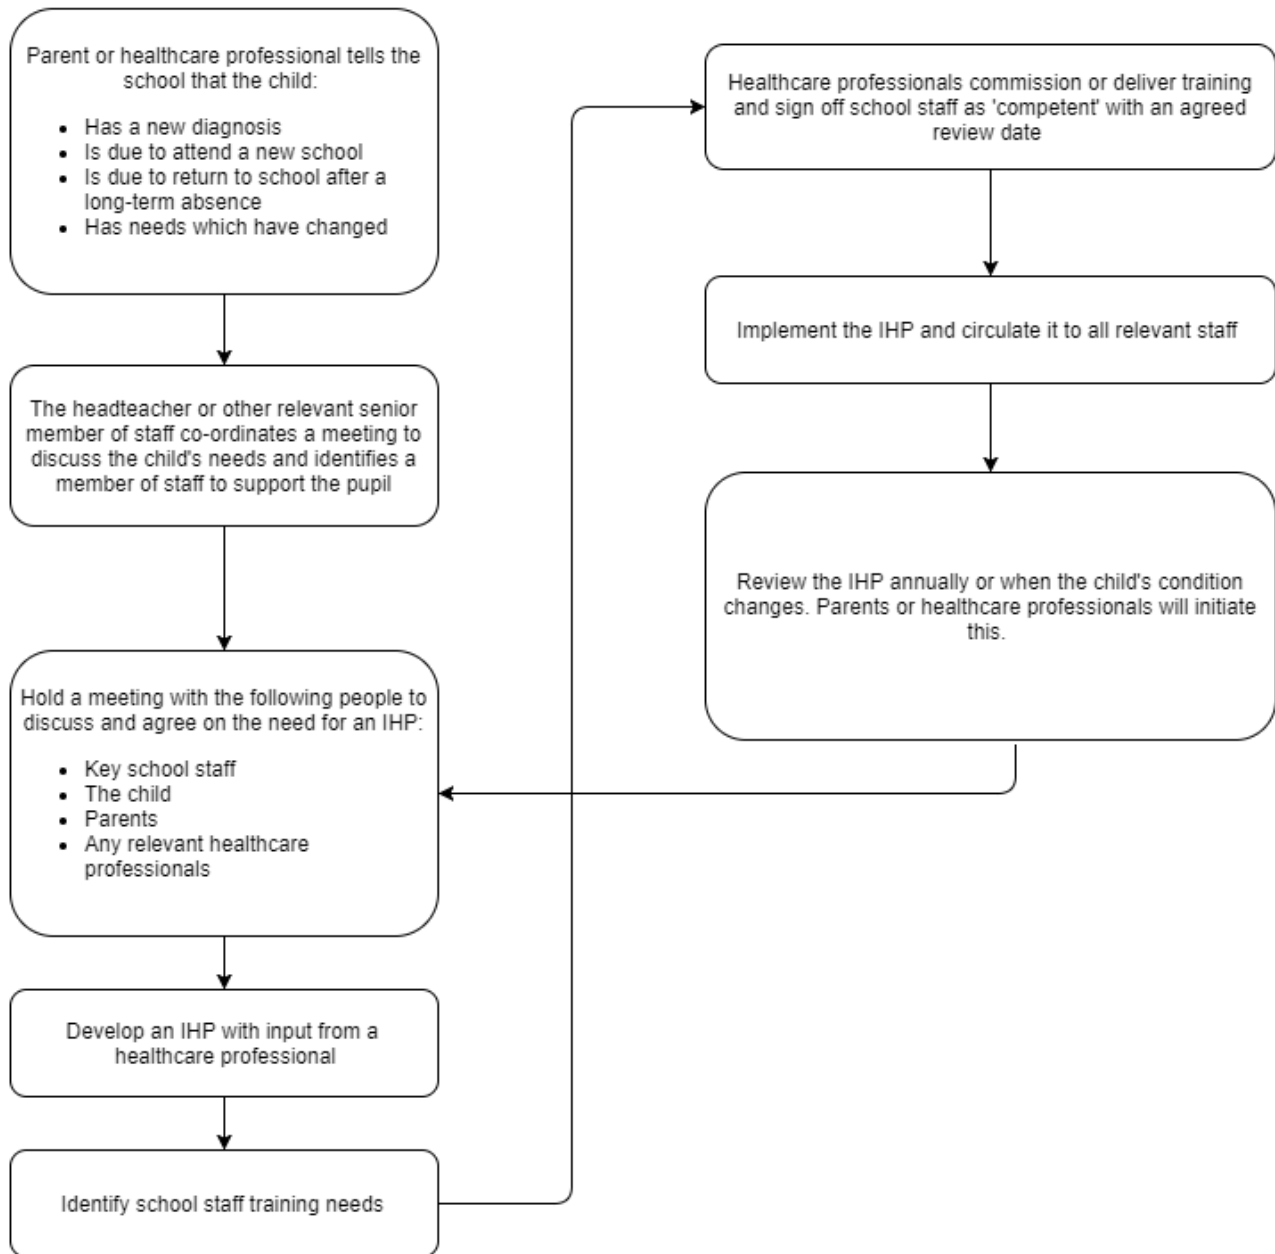 Parent or healthcare professional tells the
school that the child:
• Has a new diagnosis
• Is due to attend a new school
• Is due to return to school after a
long-term absence
• Has needs which have changed
The headteacher or other relevant senior
member of staff co-ordinates a meeting to
discuss the child's needs and identifies a
member of staff to support the pupil
Hold a meeting with the following people to
discuss and agree on the need for an IHP:
• Key school staff
• The child
• Parents
• Any relevant healthcare
professionals
Develop an IHP with input from a
healthcare professional
Identify school staff training needs
Healthcare professionals commission or deliver training
and sign off school staff as 'competent' with an agreed
review date
Implement the IHP and circulate it to all relevant staff
Review the IHP annually or when the child's condition
changes. Parents or healthcare professionals will initiate
this.